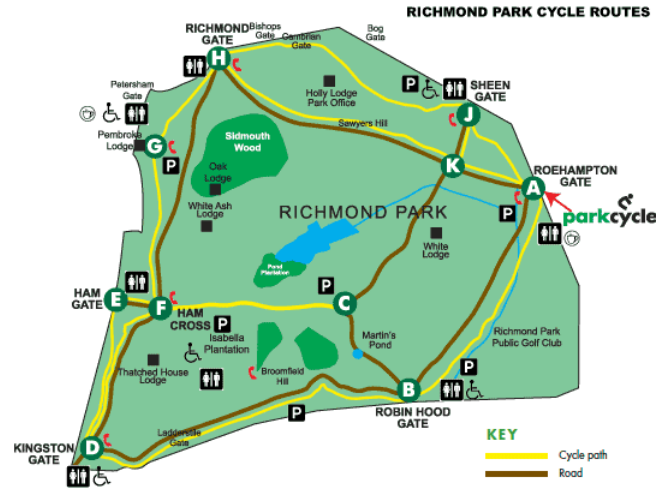 RICHMOND PARK CYCLE ROUTES
RICHMOND
GATE
Bishops
Gate
Cambrian
Gate
Bog
Gate
H
Petersham
Gate
Holly Lodge
Park Office
P
SHEEN
GATE
J
Sawyers Hill
Pembroke
Lodge
G
P
Sidmouth
Wood
K
Oak
Lodge
ROEHAMPTON
GATE
A
White Ash
Lodge
RICHMOND PARK
P
parkcycle
White
Lodge
Pond
Plantation
P
HAM
GATE
E
F
HAM
CROSS
C
P
Isabella
Plantation
Martin's
Pond
Richmond Park
Public Golf Club
Thatched House
Lodge
Broomfield
Hill
P
B
ROBIN HOOD
GATE
P
Ladderstile
Gate
KINGSTON
GATE
D
KEY
Cycle path
Road